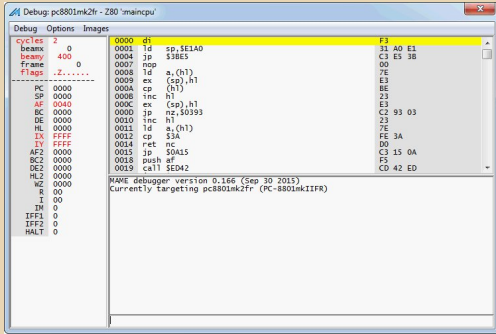 Debug: pc8801mk2fr - Z80 ':maincpu'
Debug Options Images
cycles 2
beamx 0
beamy 400
frame 0
flags .Z......
PC 0000
SP 0000
AF 0040
BC 0000
DE 0000
HL 0000
IX FFFF
IY FFFF
AF2 0000
BC2 0000
DE2 0000
HL2 0000
WZ 0000
R 00
I 00
IM 0
IFF1 0
IFF2 0
HALT 0
0000 di F3
0001 ld sp,$E1A0 31 A0 E1
0004 jp $3BE5 C3 E5 3B
0007 nop 00
0008 ld a,(hl) 7E
0009 ex (sp),hl E3
000A cp (hl) BE
000B inc hl 23
000C ex (sp),hl E3
000D jp nz,$0393 C2 93 03
0010 inc hl 23
0011 ld a,(hl) 7E
0012 cp $3A FE 3A
0014 ret nc D0
0015 jp $0A15 C3 15 0A
0018 push af F5
0019 call $ED42 CD 42 ED
MAME debugger version 0.166 (Sep 30 2015)
Currently targeting pc8801mk2fr (PC-8801mkIIFR)